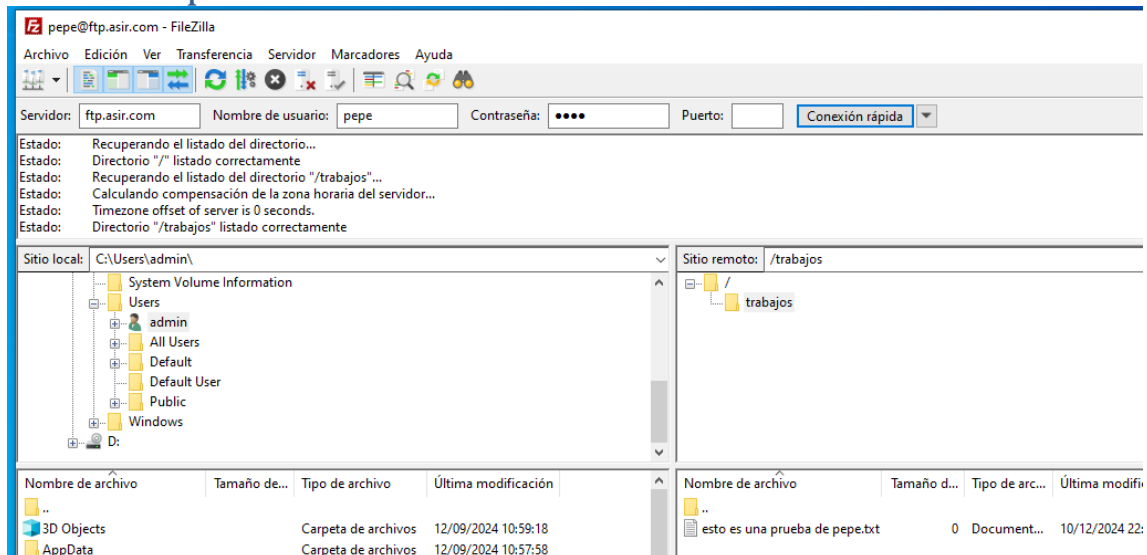 pepe@ftp.asir.com - FileZilla
Archivo Edición Ver Transferencia Servidor Marcadores Ayuda
Servidor: ftp.asir.com Nombre de usuario: pepe Contraseña: •••• Puerto: Conexión rápida
Estado: Recuperando el listado del directorio...
Estado: Directorio "/" listado correctamente
Estado: Recuperando el listado del directorio "/trabajos"...
Estado: Calculando compensación de la zona horaria del servidor...
Estado: Timezone offset of server is 0 seconds.
Estado: Directorio "/trabajos" listado correctamente
Sitio local: C:\Users\admin\
System Volume Information
Users
admin
All Users
Default
Default User
Public
Windows
D:
Sitio remoto: /trabajos
/
trabajos
Nombre de archivo Tamaño de... Tipo de archivo Última modificación
..
3D Objects Carpeta de archivos 12/09/2024 10:59:18
AppData Carpeta de archivos 12/09/2024 10:57:58
Nombre de archivo Tamaño d... Tipo de arc... Última modific
..
esto es una prueba de pepe.txt 0 Document... 10/12/2024 22: